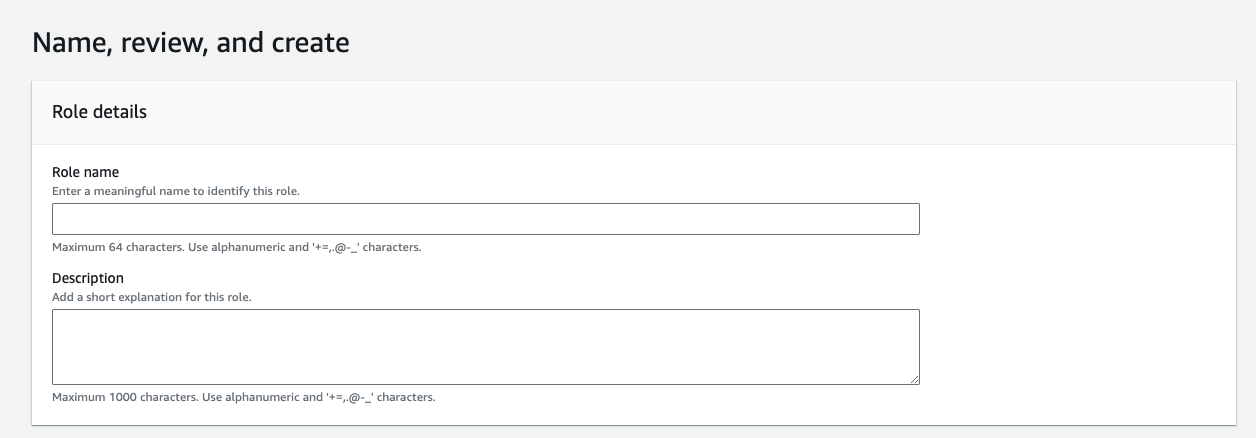 Name, review, and create
Role details
Role name
Enter a meaningful name to identify this role.
Maximum 64 characters. Use alphanumeric and '+=,.@-_' characters.
Description
Add a short explanation for this role.
Maximum 1000 characters. Use alphanumeric and '+=,.@-_' characters.